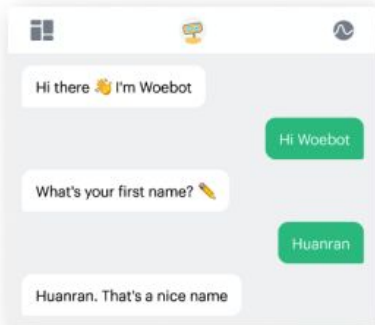 Hi there 👋 I'm Woebot
Hi Woebot
What's your first name? ✏️
Huanran
Huanran. That's a nice name